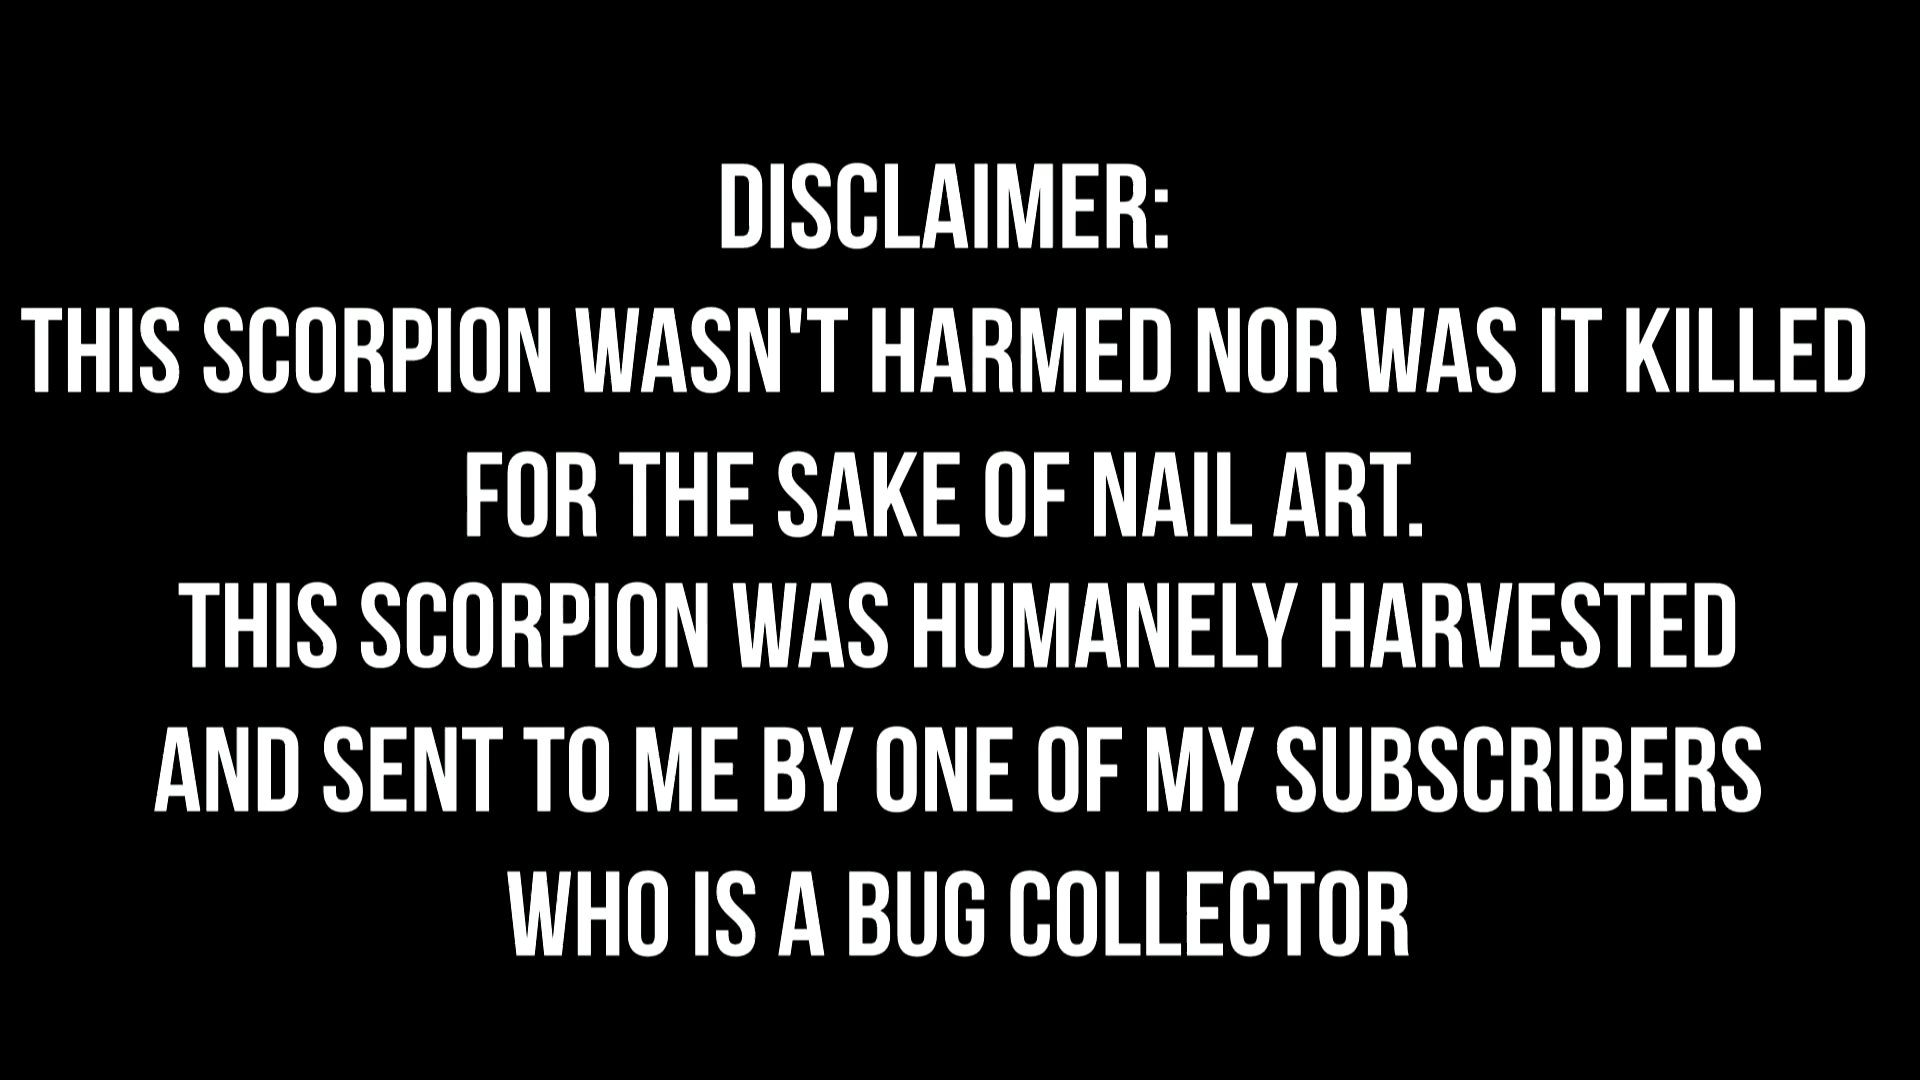 DISCLAIMER:
THIS SCORPION WASN'T HARMED NOR WAS IT KILLED
FOR THE SAKE OF NAIL ART.
THIS SCORPION WAS HUMANELY HARVESTED
AND SENT TO ME BY ONE OF MY SUBSCRIBERS
WHO IS A BUG COLLECTOR